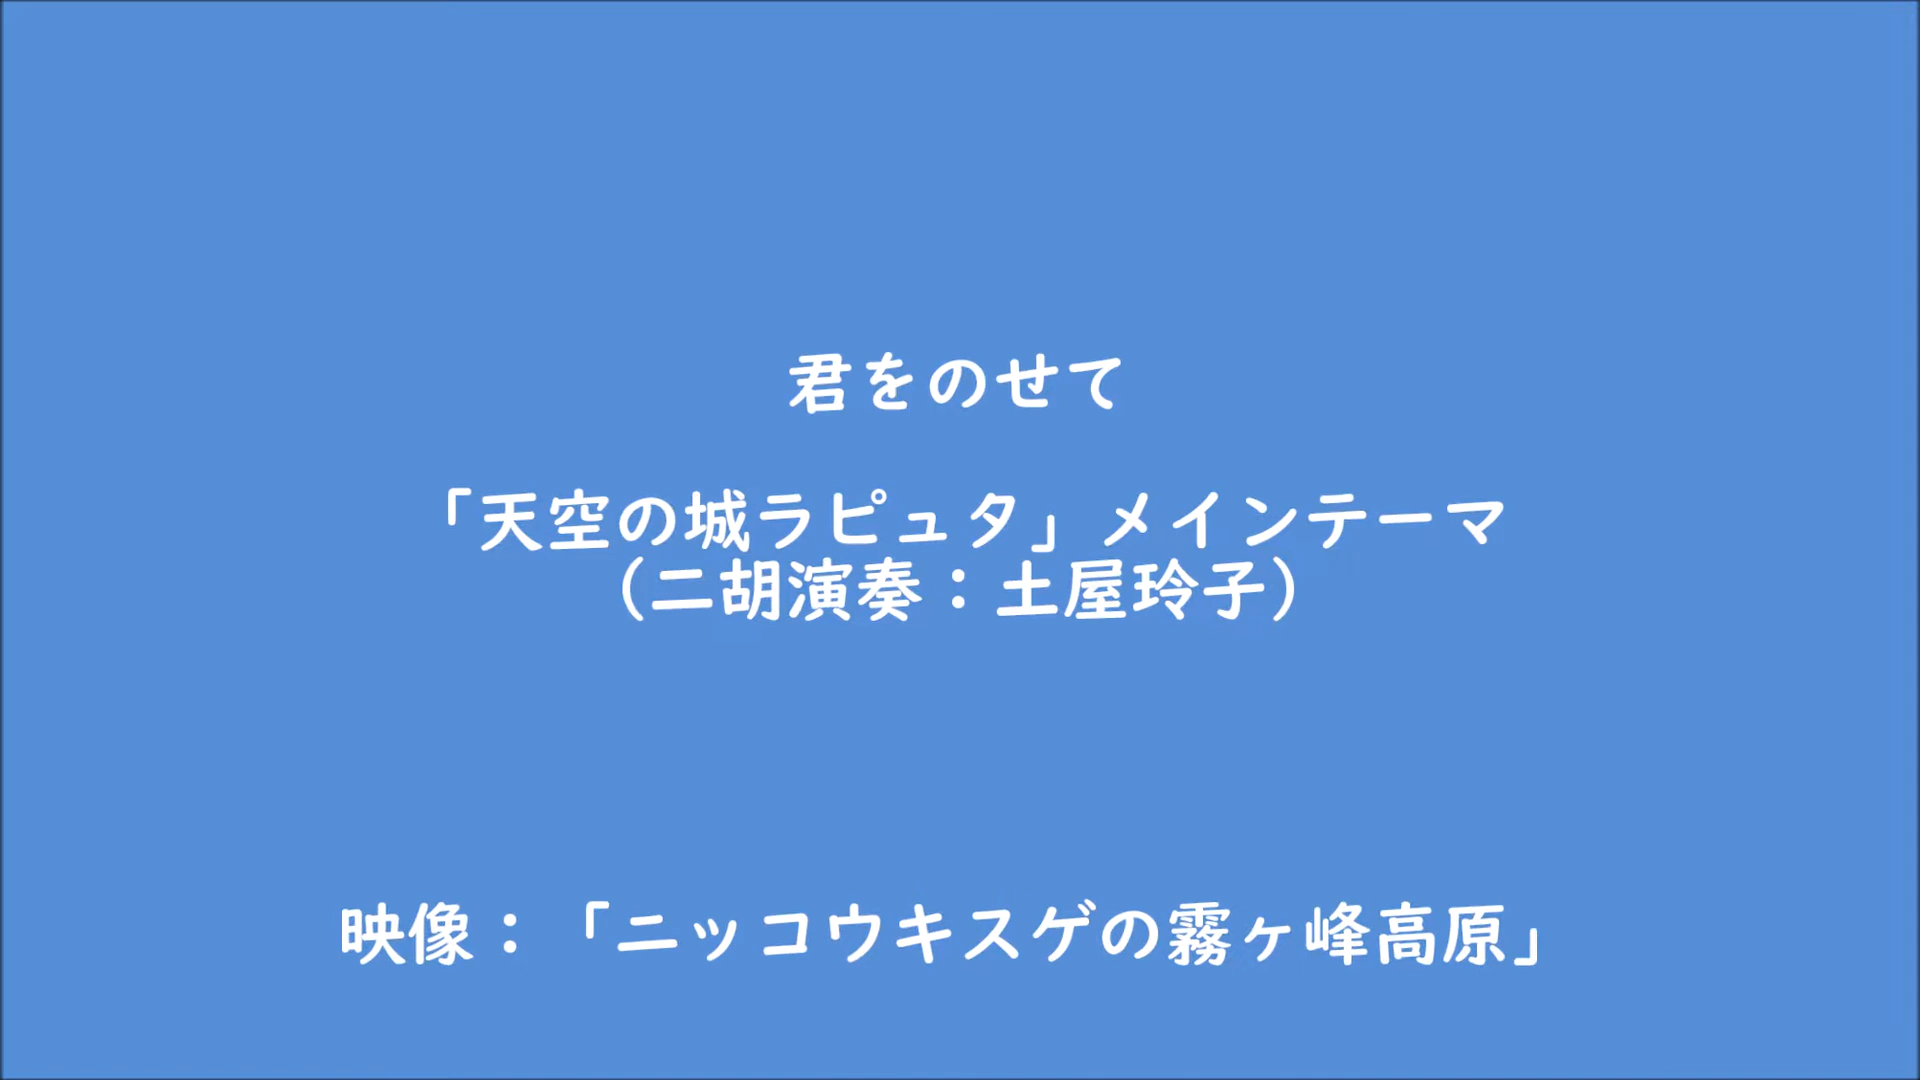 君をのせて
「天空の城ラピュタ」メインテーマ
（二胡演奏：土屋玲子）
映像：「ニッコウキスゲの霧ヶ峰高原」